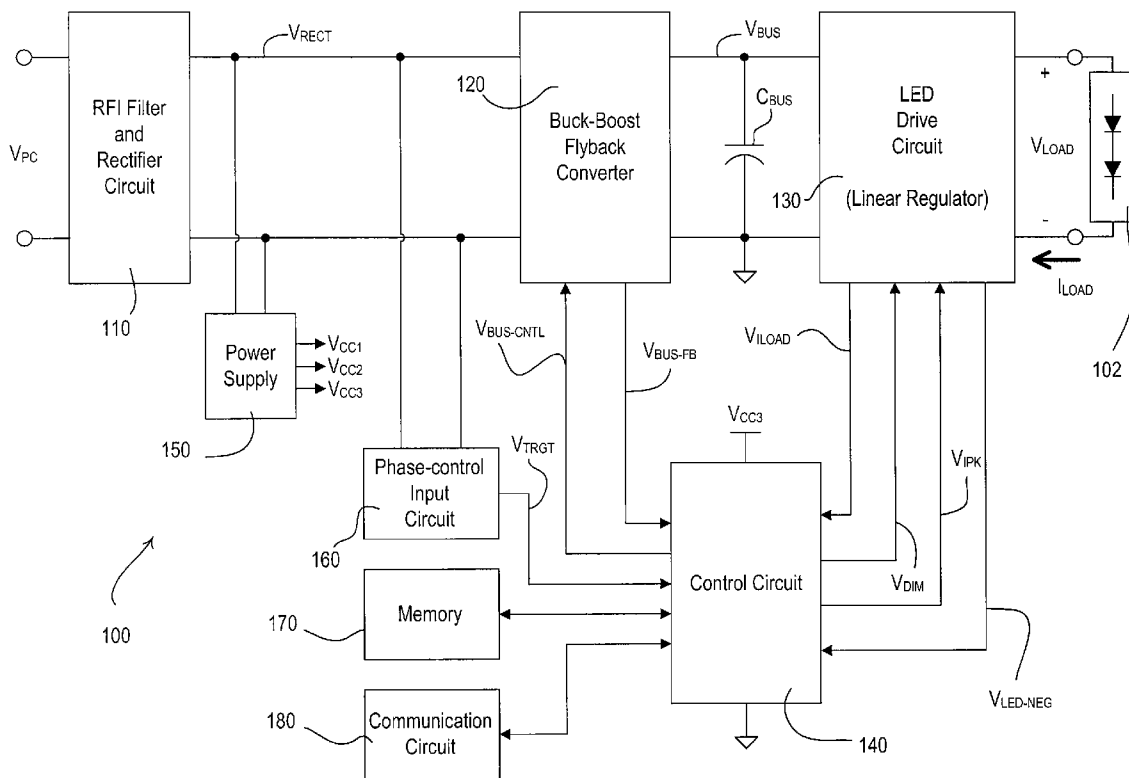 VRECT
VBUS
120
RFI Filter
and
Rectifier
Circuit
Buck-Boost
Flyback
Converter
CBUS
LED
Drive
Circuit
(Linear Regulator)
130
VPC
+
VLOAD
-
ILOAD
102
110
Power
Supply
VCC1
VCC2
VCC3
150
VBUS-CNTL
VBUS-FB
VILOAD
VCC3
VTRGT
VIPK
Phase-control
Input
Circuit
160
Control Circuit
VDIM
100
170
Memory
VLED-NEG
180
Communication
Circuit
140